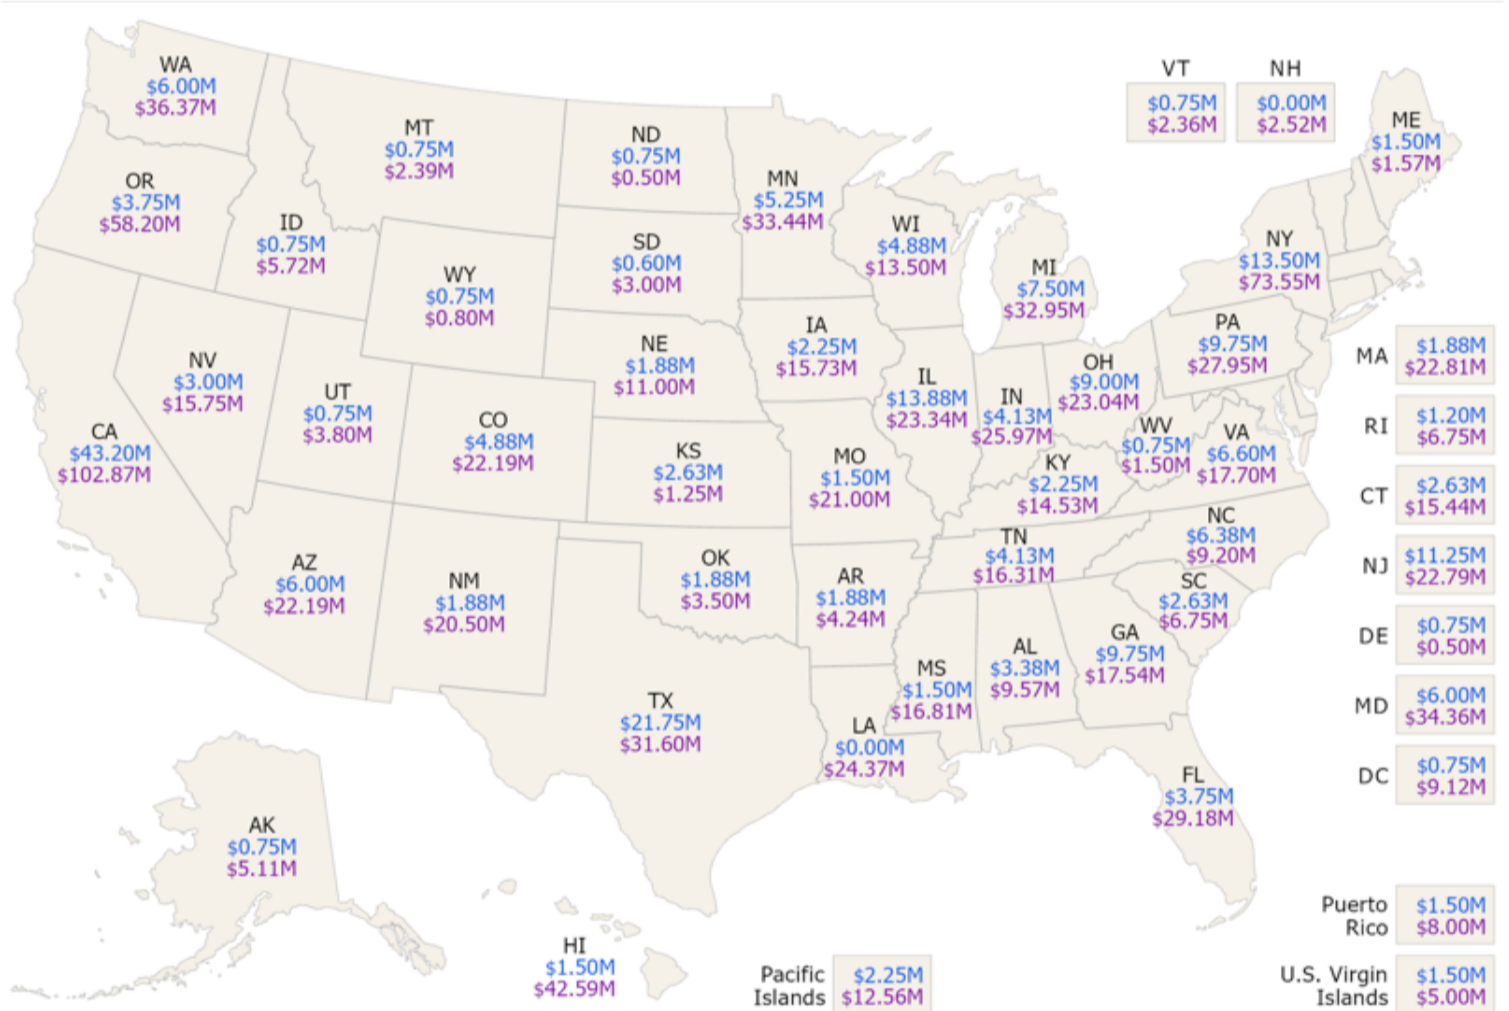 WA
$6.00M
$36.37M
OR
$3.75M
$58.20M
CA
$43.20M
$102.87M
ID
$0.75M
$5.72M
NV
$3.00M
$15.75M
MT
$0.75M
$2.39M
WY
$0.75M
$0.80M
UT
$0.75M
$3.80M
CO
$4.88M
$22.19M
AZ
$6.00M
$22.19M
NM
$1.88M
$20.50M
ND
$0.75M
$0.50M
SD
$0.60M
$3.00M
NE
$1.88M
$11.00M
KS
$2.63M
$1.25M
OK
$1.88M
$3.50M
TX
$21.75M
$31.60M
MN
$5.25M
$33.44M
IA
$2.25M
$15.73M
MO
$1.50M
$21.00M
AR
$1.88M
$4.24M
LA
$0.00M
$24.37M
WI
$4.88M
$13.50M
IL
$13.88M
$23.34M
MS
$1.50M
$16.81M
MI
$7.50M
$32.95M
IN
$4.13M
$25.97M
OH
$9.00M
$23.04M
KY
$2.25M
$14.53M
TN
$4.13M
$16.31M
AL
$3.38M
$9.57M
GA
$9.75M
$17.54M
FL
$3.75M
$29.18M
SC
$2.63M
$6.75M
NC
$6.38M
$9.20M
WV
$0.75M
$1.50M
VA
$6.60M
$17.70M
PA
$9.75M
$27.95M
NY
$13.50M
$73.55M
VT
$0.75M
$2.36M
NH
$0.00M
$2.52M
ME
$1.50M
$1.57M
MA
$1.88M
$22.81M
RI
$1.20M
$6.75M
CT
$2.63M
$15.44M
NJ
$11.25M
$22.79M
DE
$0.75M
$0.50M
MD
$6.00M
$34.36M
DC
$0.75M
$9.12M
AK
$0.75M
$5.11M
HI
$1.50M
$42.59M
Pacific
Islands
$2.25M
$12.56M
Puerto
Rico
$1.50M
$8.00M
U.S. Virgin
Islands
$1.50M
$5.00M